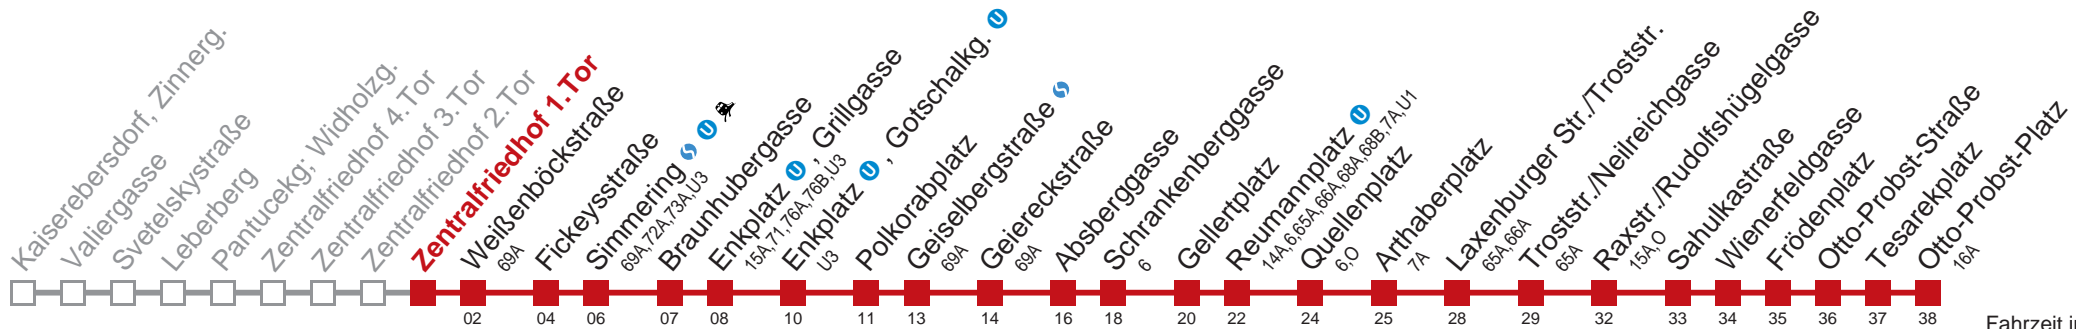 Kaiserebersdorf, Zinnerg.
Valiergasse
Svetelskystraße
Leberberg
Pantucekg; Widholzg.
Zentralfriedhof 4.Tor
Zentralfriedhof 3.Tor
Zentralfriedhof 2.Tor
Zentralfriedhof 1.Tor
Weißenböckstraße
69A
02
Fickeysstraße
04
Simmering S U
69A,72A,73A,U3
06
Braunhubergasse
07
Enkplatz U , Grillgasse
15A,71,76A,76B,U3
08
Enkplatz U , Gotschalkg. U
U3
10
Polkorabplatz
11
Geiselbergstraße S
69A
13
Geiereckstraße
69A
14
Absberggasse
16
Schrankenberggasse
6
18
Gellertplatz
20
Reumannplatz U
14A,6,65A,66A,68A,68B,7A,U1
22
Quellenplatz
6,O
24
Arthaberplatz
7A
25
Laxenburger Str./Troststr.
65A,66A
28
Troststr./Neilreichgasse
65A
29
Raxstr./Rudolfshügelgasse
15A,O
32
Sahulkastraße
33
Wienerfeldgasse
34
Frödenplatz
35
Otto-Probst-Straße
36
Tesarekplatz
37
Otto-Probst-Platz
16A
38
Fahrzeit